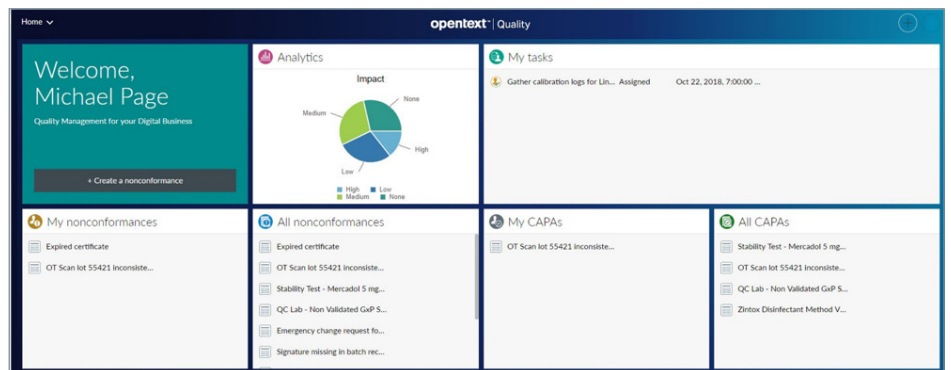 Home
opentext™ | Quality
Welcome,
Michael Page
Quality Management for your Digital Business
+ Create a nonconformance
Analytics
Impact
None
Medium
High
Low
High Low
Medium None
My tasks
Gather calibration logs for Lin... Assigned Oct 22, 2018, 7:00:00 ...
My nonconformances
Expired certificate
OT Scan lot 55421 inconsiste...
All nonconformances
Expired certificate
OT Scan lot 55421 inconsiste...
Stability Test - Mercadol 5 mg...
QC Lab - Non Validated GxP S...
Emergency change request fo...
Signature missing in batch rec...
My CAPAs
OT Scan lot 55421 inconsiste...
All CAPAs
Stability Test - Mercadol 5 mg...
OT Scan lot 55421 inconsiste...
QC Lab - Non Validated GxP S...
Zintox Disinfectant Method V...